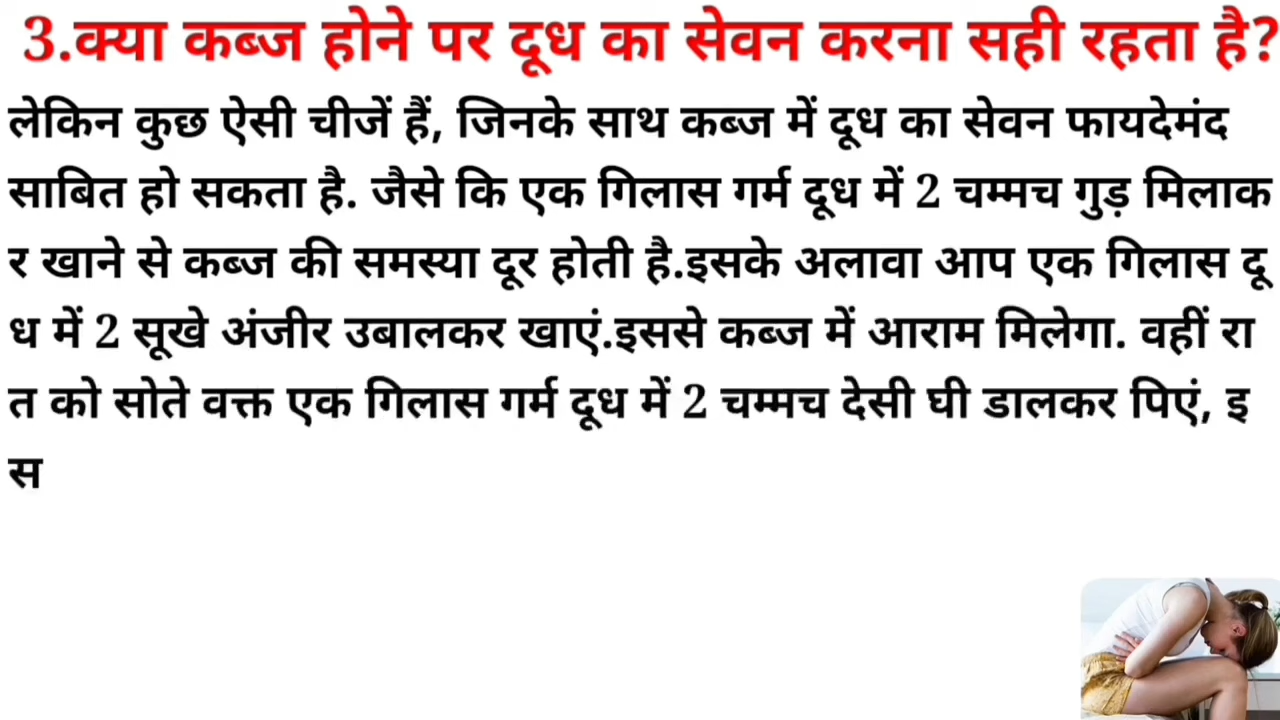 3.क्या कब्ज होने पर दूध का सेवन करना सही रहता है?
लेकिन कुछ ऐसी चीजें हैं, जिनके साथ कब्ज में दूध का सेवन फायदेमंद
साबित हो सकता है. जैसे कि एक गिलास गर्म दूध में 2 चम्मच गुड़ मिलाक
र खाने से कब्ज की समस्या दूर होती है.इसके अलावा आप एक गिलास दू
ध में 2 सूखे अंजीर उबालकर खाएं.इससे कब्ज में आराम मिलेगा. वहीं रा
त को सोते वक्त एक गिलास गर्म दूध में 2 चम्मच देसी घी डालकर पिएं, इ
स